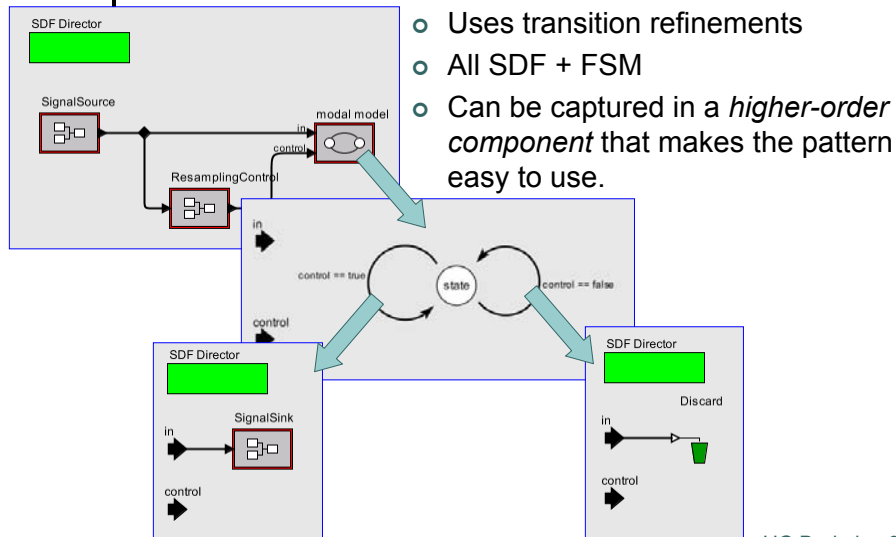 SDF Director
SignalSource
modal model
in
control
ResamplingControl
Uses transition refinements
All SDF + FSM
Can be captured in a higher-order
component that makes the pattern
easy to use.
in
control == true
state
control == false
control
SDF Director
SignalSink
in
control
SDF Director
Discard
in
control